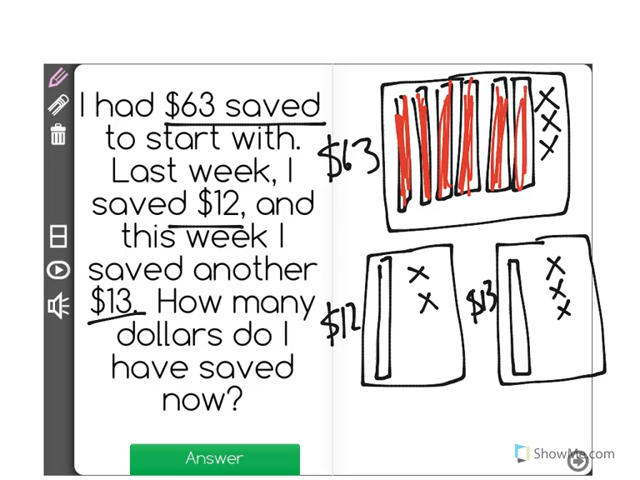 I had $63 saved
to start with.
Last week, I
saved $12, and
this week I
saved another
$13. How many
dollars do I
have saved
now?
Answer
$63
x
x
x
$12
x
x
$13
x
x
x
ShowMe.com